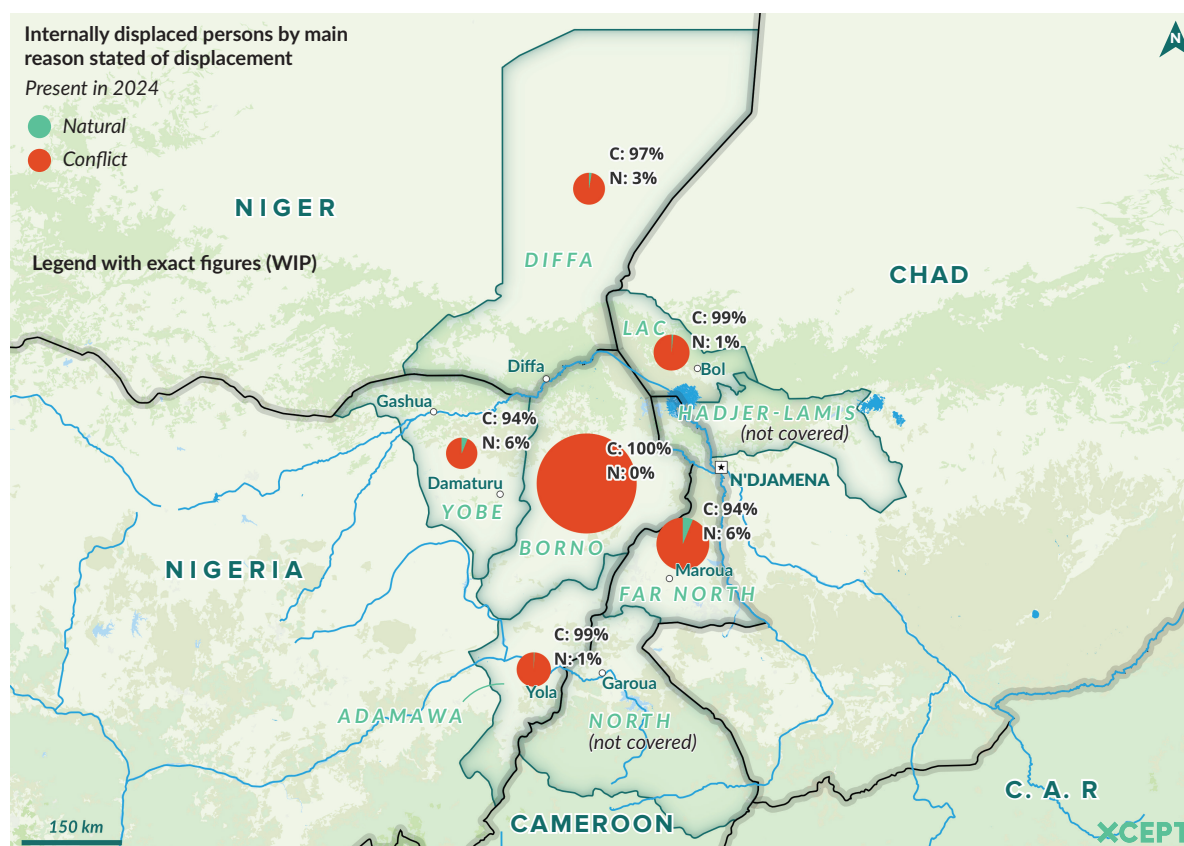 Internally displaced persons by main
reason stated of displacement
Present in 2024
Natural
Conflict
Legend with exact figures (WIP)
N
NIGER
CHAD
C: 97%
N: 3%
DIFFA
LAC
C: 99%
N: 1%
Bol
Diffa
Gashua
HADJER-LAMIS
(not covered)
C: 94%
N: 6%
C: 100%
N: 0%
Damaturu
YOBE
N'DJAMENA
C: 94%
N: 6%
BORNO
NIGERIA
Maroua
FAR NORTH
C: 99%
N: 1%
Yola
Garoua
ADAMAWA
NORTH
(not covered)
C. A. R
CAMEROON
150 km
XCEPT